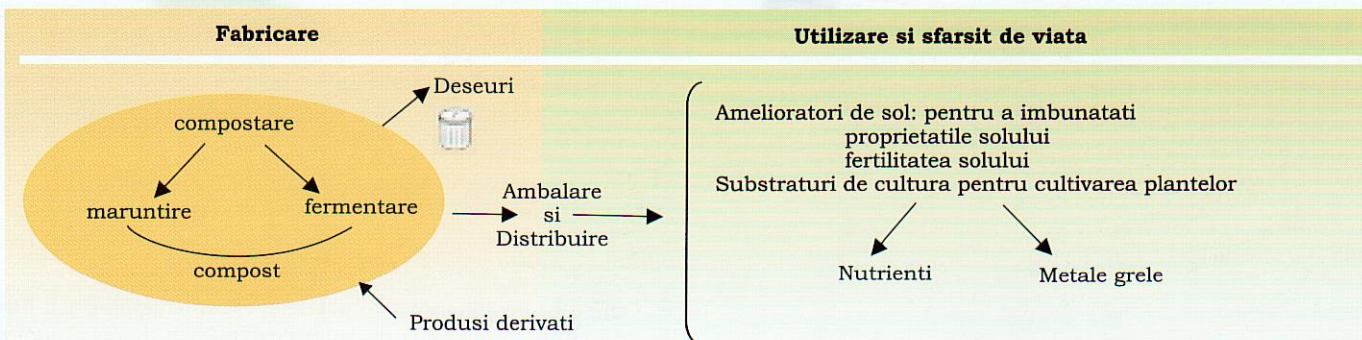 Fabricare
Utilizare si sfarsit de viata
Deseuri
compostare
maruntire
fermentare
compost
Produsi derivati
Ambalare
si
Distribuire
Amelioratori de sol: pentru a imbunatati
proprietatile solului
fertilitatea solului
Substraturi de cultura pentru cultivarea plantelor
Nutrienti
Metale grele